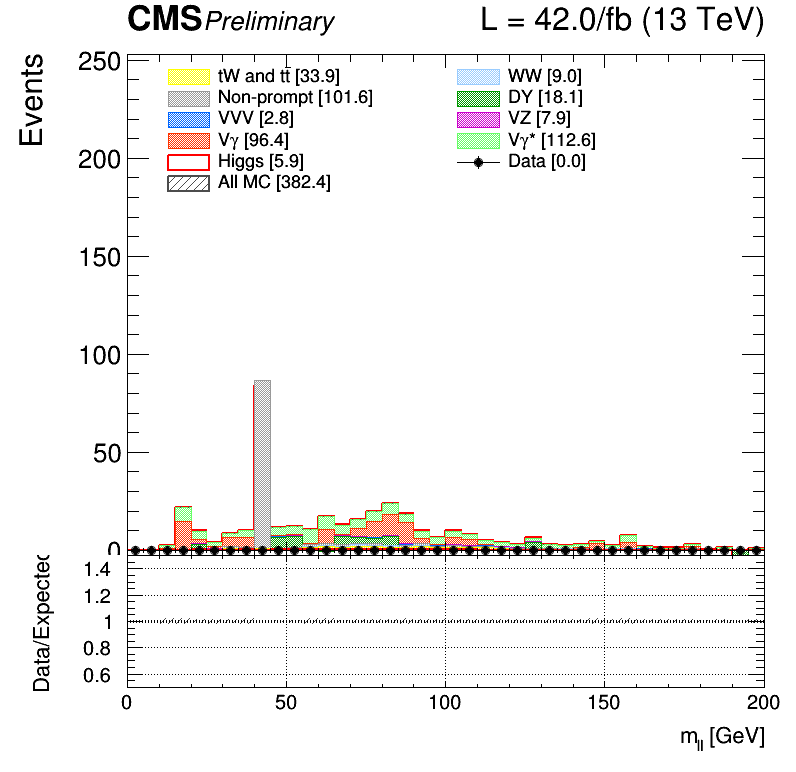 CMS Preliminary L = 42.0/fb (13 TeV)
Events
250
200
150
100
50
0
tW and tt̄ [33.9]
Non-prompt [101.6]
VVV [2.8]
Vγ [96.4]
Higgs [5.9]
All MC [382.4]
WW [9.0]
DY [18.1]
VZ [7.9]
Vγ* [112.6]
Data [0.0]
Data/Expected
1.4
1.2
1
0.8
0.6
0 50 100 150 200
m_ll [GeV]